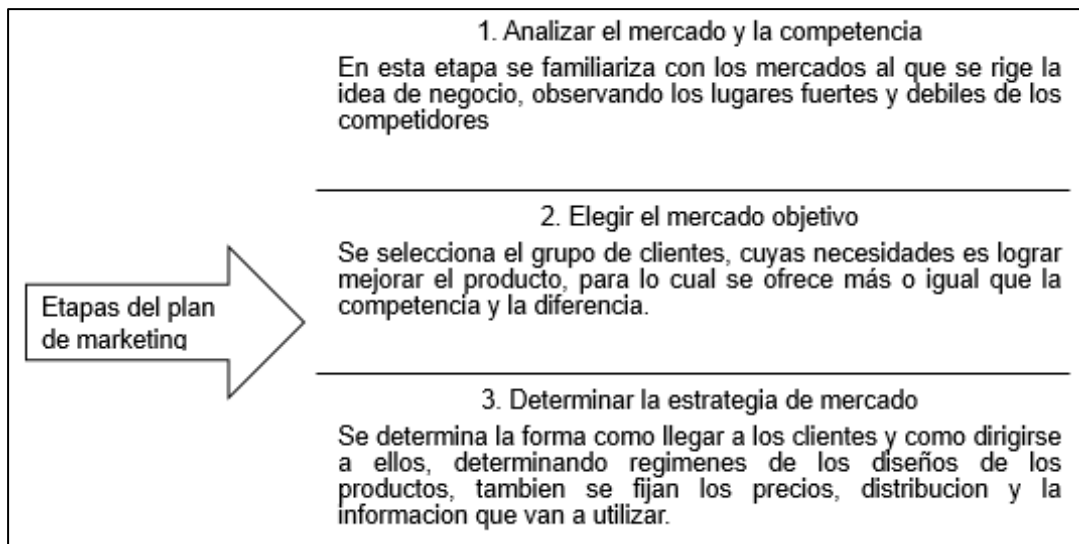 1. Analizar el mercado y la competencia
En esta etapa se familiariza con los mercados al que se rige la
idea de negocio, observando los lugares fuertes y debiles de los
competidores
2. Elegir el mercado objetivo
Se selecciona el grupo de clientes, cuyas necesidades es lograr
mejorar el producto, para lo cual se ofrece más o igual que la
competencia y la diferencia.
Etapas del plan
de marketing
3. Determinar la estrategia de mercado
Se determina la forma como llegar a los clientes y como dirigirse
a ellos, determinando regimenes de los diseños de los
productos, tambien se fijan los precios, distribucion y la
informacion que van a utilizar.